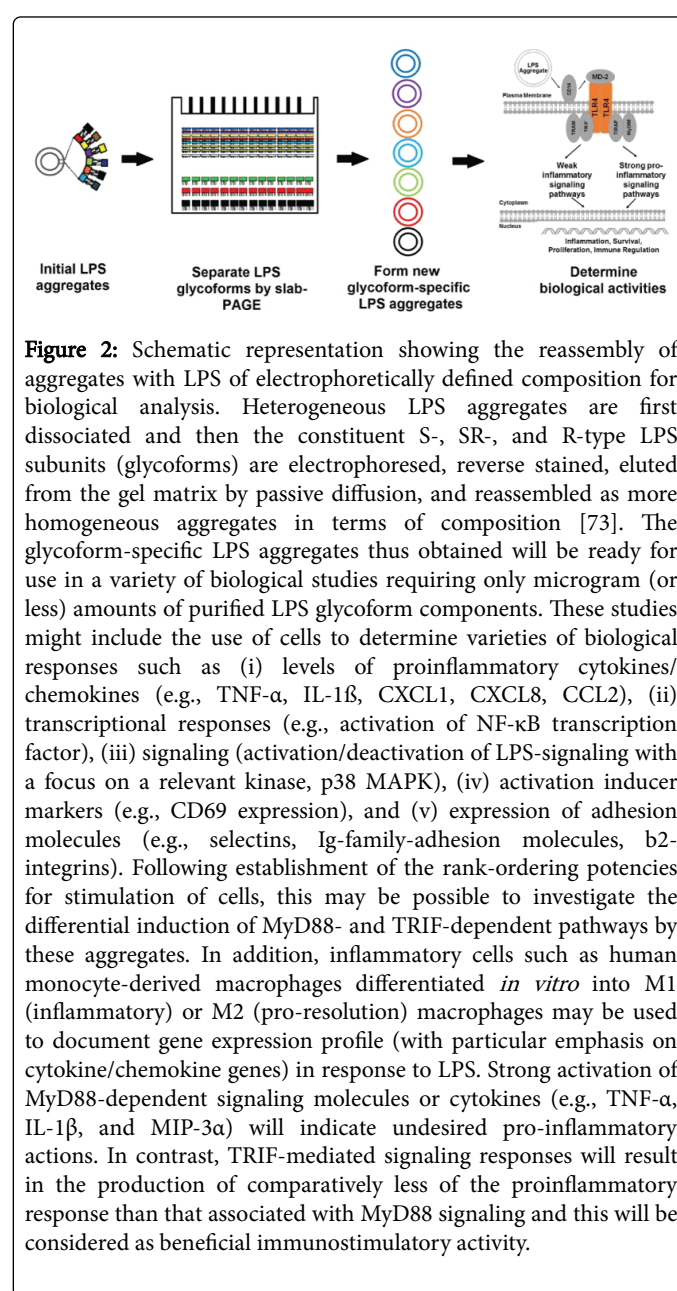 LPS
Aggregate
CD14
MD-2
Plasma Membrane
TLR4
TLR4
TRAM
TRIF
TIRAP
MyD88
Weak
inflammatory
signaling
pathways
Strong pro-
inflammatory
signaling
pathways
Cytoplasm
Nucleus
Inflammation, Survival,
Proliferation, Immune Regulation
Initial LPS
aggregates
Separate LPS
glycoforms by slab-
PAGE
Form new
glycoform-specific
LPS aggregates
Determine
biological activities
Figure 2: Schematic representation showing the reassembly of
aggregates with LPS of electrophoretically defined composition for
biological analysis. Heterogeneous LPS aggregates are first
dissociated and then the constituent S-, SR-, and R-type LPS
subunits (glycoforms) are electrophoresed, reverse stained, eluted
from the gel matrix by passive diffusion, and reassembled as more
homogeneous aggregates in terms of composition [73]. The
glycoform-specific LPS aggregates thus obtained will be ready for
use in a variety of biological studies requiring only microgram (or
less) amounts of purified LPS glycoform components. These studies
might include the use of cells to determine varieties of biological
responses such as (i) levels of proinflammatory cytokines/
chemokines (e.g., TNF-α, IL-1ß, CXCL1, CXCL8, CCL2), (ii)
transcriptional responses (e.g., activation of NF-κB transcription
factor), (iii) signaling (activation/deactivation of LPS-signaling with
a focus on a relevant kinase, p38 MAPK), (iv) activation inducer
markers (e.g., CD69 expression), and (v) expression of adhesion
molecules (e.g., selectins, Ig-family-adhesion molecules, b2-
integrins). Following establishment of the rank-ordering potencies
for stimulation of cells, this may be possible to investigate the
differential induction of MyD88- and TRIF-dependent pathways by
these aggregates. In addition, inflammatory cells such as human
monocyte-derived macrophages differentiated in vitro into M1
(inflammatory) or M2 (pro-resolution) macrophages may be used
to document gene expression profile (with particular emphasis on
cytokine/chemokine genes) in response to LPS. Strong activation of
MyD88-dependent signaling molecules or cytokines (e.g., TNF-α,
IL-1β, and MIP-3α) will indicate undesired pro-inflammatory
actions. In contrast, TRIF-mediated signaling responses will result
in the production of comparatively less of the proinflammatory
response than that associated with MyD88 signaling and this will be
considered as beneficial immunostimulatory activity.